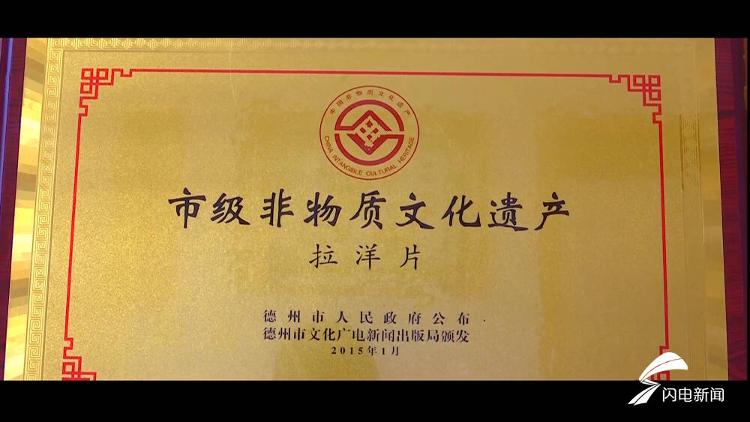 中国非物质文化遗产
CHINA INTANGIBLE CULTURAL HERITAGE
市级非物质文化遗产
拉洋片
德州市人民政府公布
德州市文化广电新闻出版局颁发
2015年1月
闪电新闻